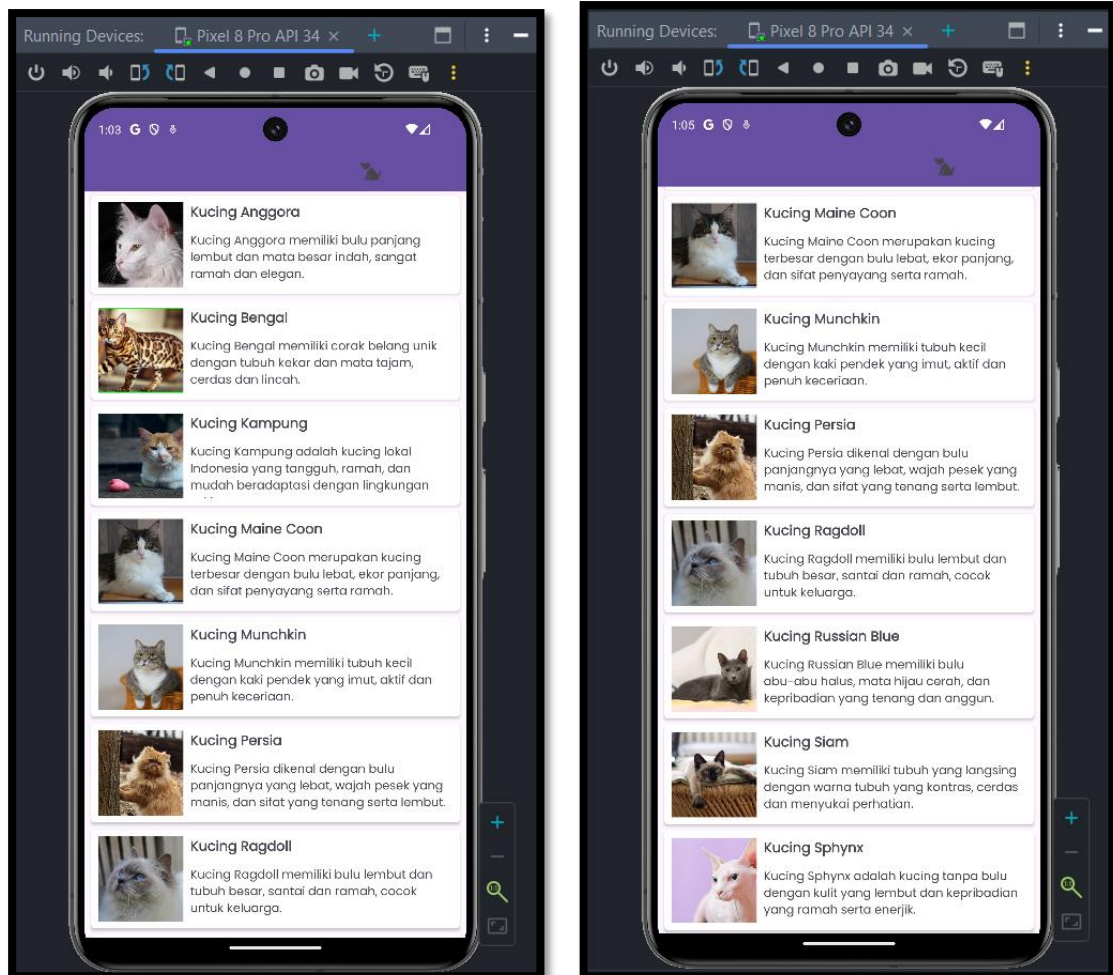 Running Devices: Pixel 8 Pro API 34
1:03 G
Kucing Anggora
Kucing Anggora memiliki bulu panjang
lembut dan mata besar indah, sangat
ramah dan elegan.
Kucing Bengal
Kucing Bengal memiliki corak belang unik
dengan tubuh kekar dan mata tajam,
cerdas dan lincah.
Kucing Kampung
Kucing Kampung adalah kucing lokal
Indonesia yang tangguh, ramah, dan
mudah beradaptasi dengan lingkungan
Kucing Maine Coon
Kucing Maine Coon merupakan kucing
terbesar dengan bulu lebat, ekor panjang,
dan sifat penyayang serta ramah.
Kucing Munchkin
Kucing Munchkin memiliki tubuh kecil
dengan kaki pendek yang imut, aktif dan
penuh keceriaan.
Kucing Persia
Kucing Persia dikenal dengan bulu
panjangnya yang lebat, wajah pesek yang
manis, dan sifat yang tenang serta lembut.
Kucing Ragdoll
Kucing Ragdoll memiliki bulu lembut dan
tubuh besar, santai dan ramah, cocok
untuk keluarga.
Running Devices: Pixel 8 Pro API 34
1:05 G
Kucing Maine Coon
Kucing Maine Coon merupakan kucing
terbesar dengan bulu lebat, ekor panjang,
dan sifat penyayang serta ramah.
Kucing Munchkin
Kucing Munchkin memiliki tubuh kecil
dengan kaki pendek yang imut, aktif dan
penuh keceriaan.
Kucing Persia
Kucing Persia dikenal dengan bulu
panjangnya yang lebat, wajah pesek yang
manis, dan sifat yang tenang serta lembut.
Kucing Ragdoll
Kucing Ragdoll memiliki bulu lembut dan
tubuh besar, santai dan ramah, cocok
untuk keluarga.
Kucing Russian Blue
Kucing Russian Blue memiliki bulu
abu-abu halus, mata hijau cerah, dan
kepribadian yang tenang dan anggun.
Kucing Siam
Kucing Siam memiliki tubuh yang langsing
dengan warna tubuh yang kontras, cerdas
dan menyukai perhatian.
Kucing Sphynx
Kucing Sphynx adalah kucing tanpa bulu
dengan kulit yang lembut dan kepribadian
yang ramah serta enerjik.